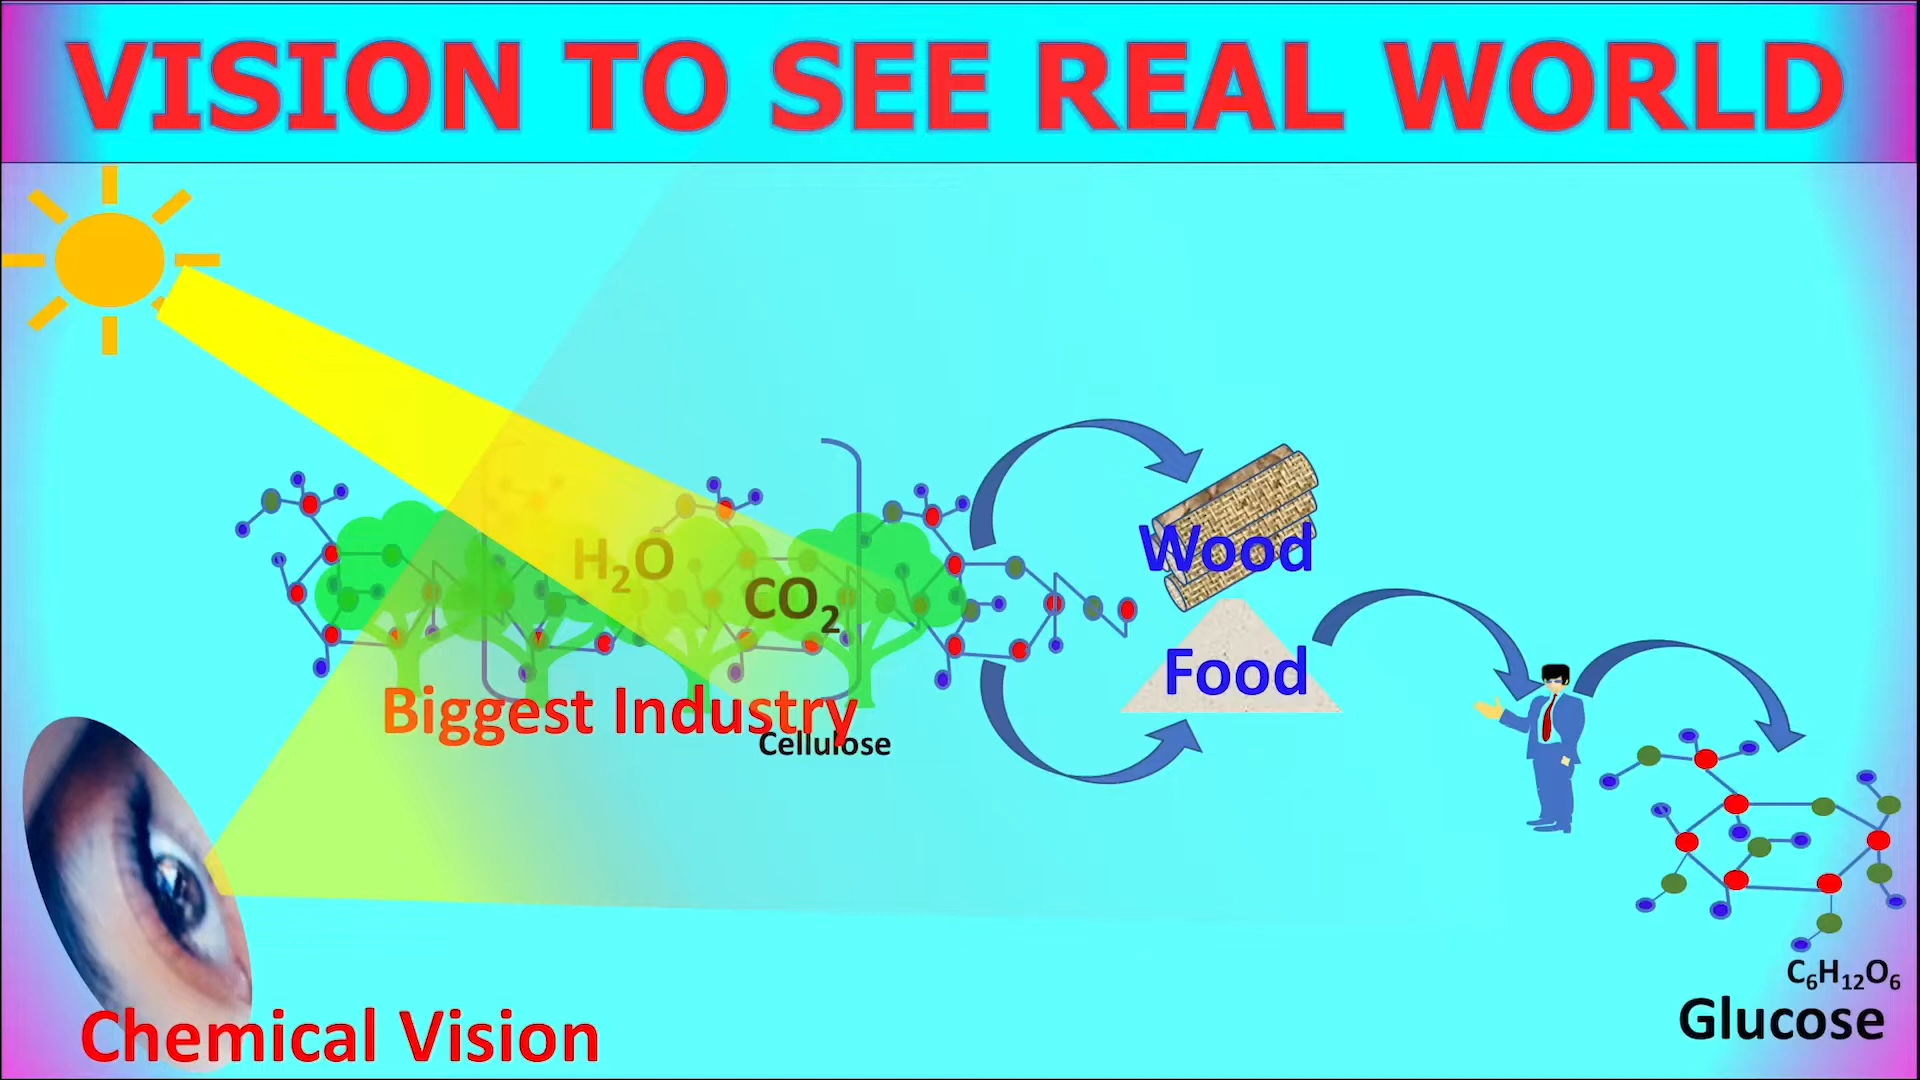 VISION TO SEE REAL WORLD
H₂O
CO₂
Wood
Food
Biggest Industry
Cellulose
C₆H₁₂O₆
Glucose
Chemical Vision